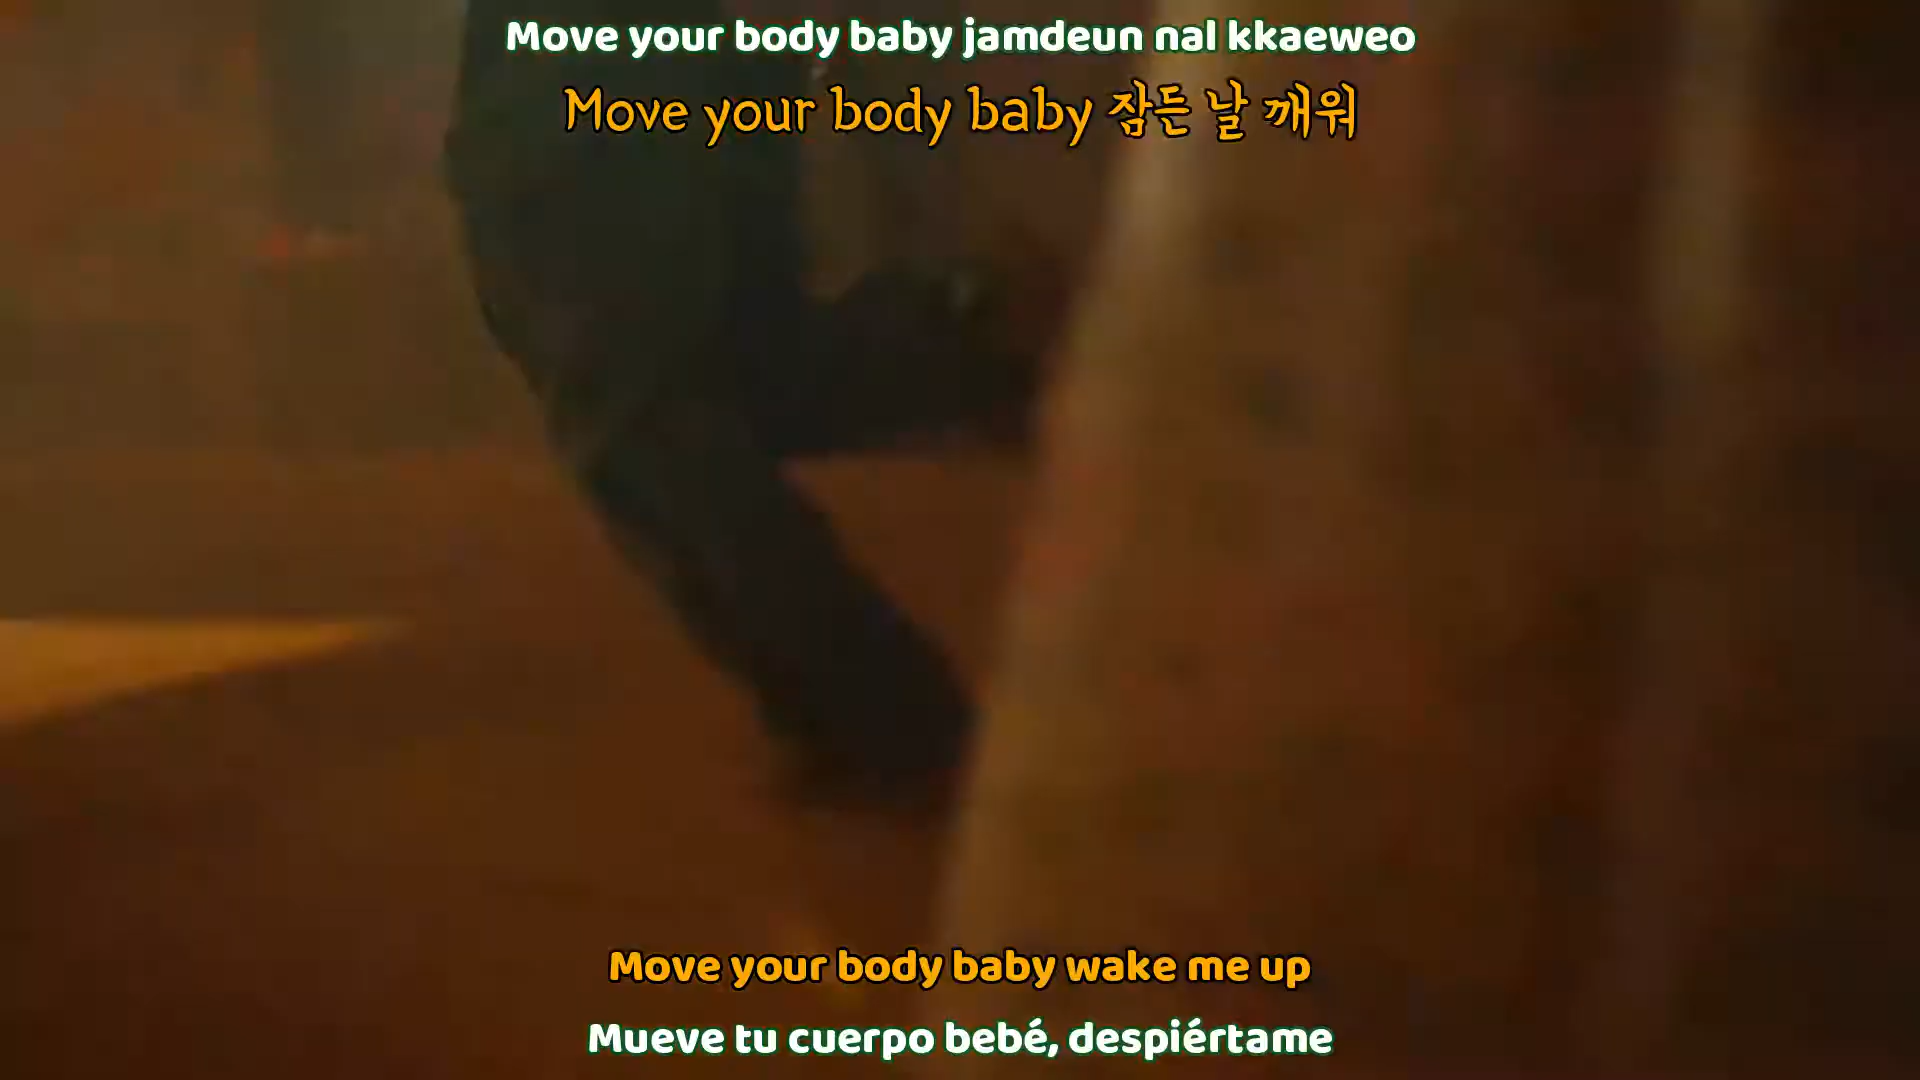 Move your body baby jamdeun nal kkaeweo
Move your body baby 잠든 날 깨워
Move your body baby wake me up
Mueve tu cuerpo bebé, despiértame